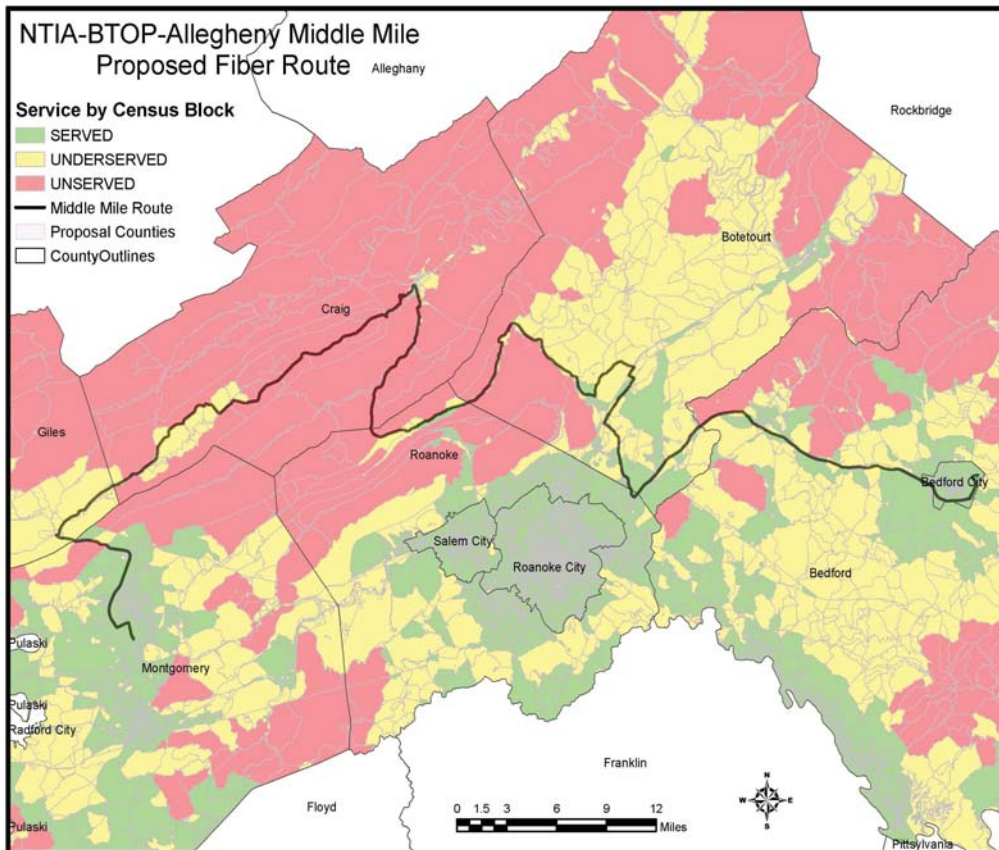 NTIA-BTOP-Allegheny Middle Mile
Proposed Fiber Route
Service by Census Block
SERVED
UNDERSERVED
UNSERVED
Middle Mile Route
Proposal Counties
CountyOutlines
Alleghany
Rockbridge
Botetourt
Craig
Giles
Roanoke
Bedford City
Salem City
Roanoke City
Bedford
Pulaski
Montgomery
Pulaski
Radford City
Franklin
Floyd
Pulaski
Pittsylvania
N
W E
S
0 1.5 3 6 9 12
Miles